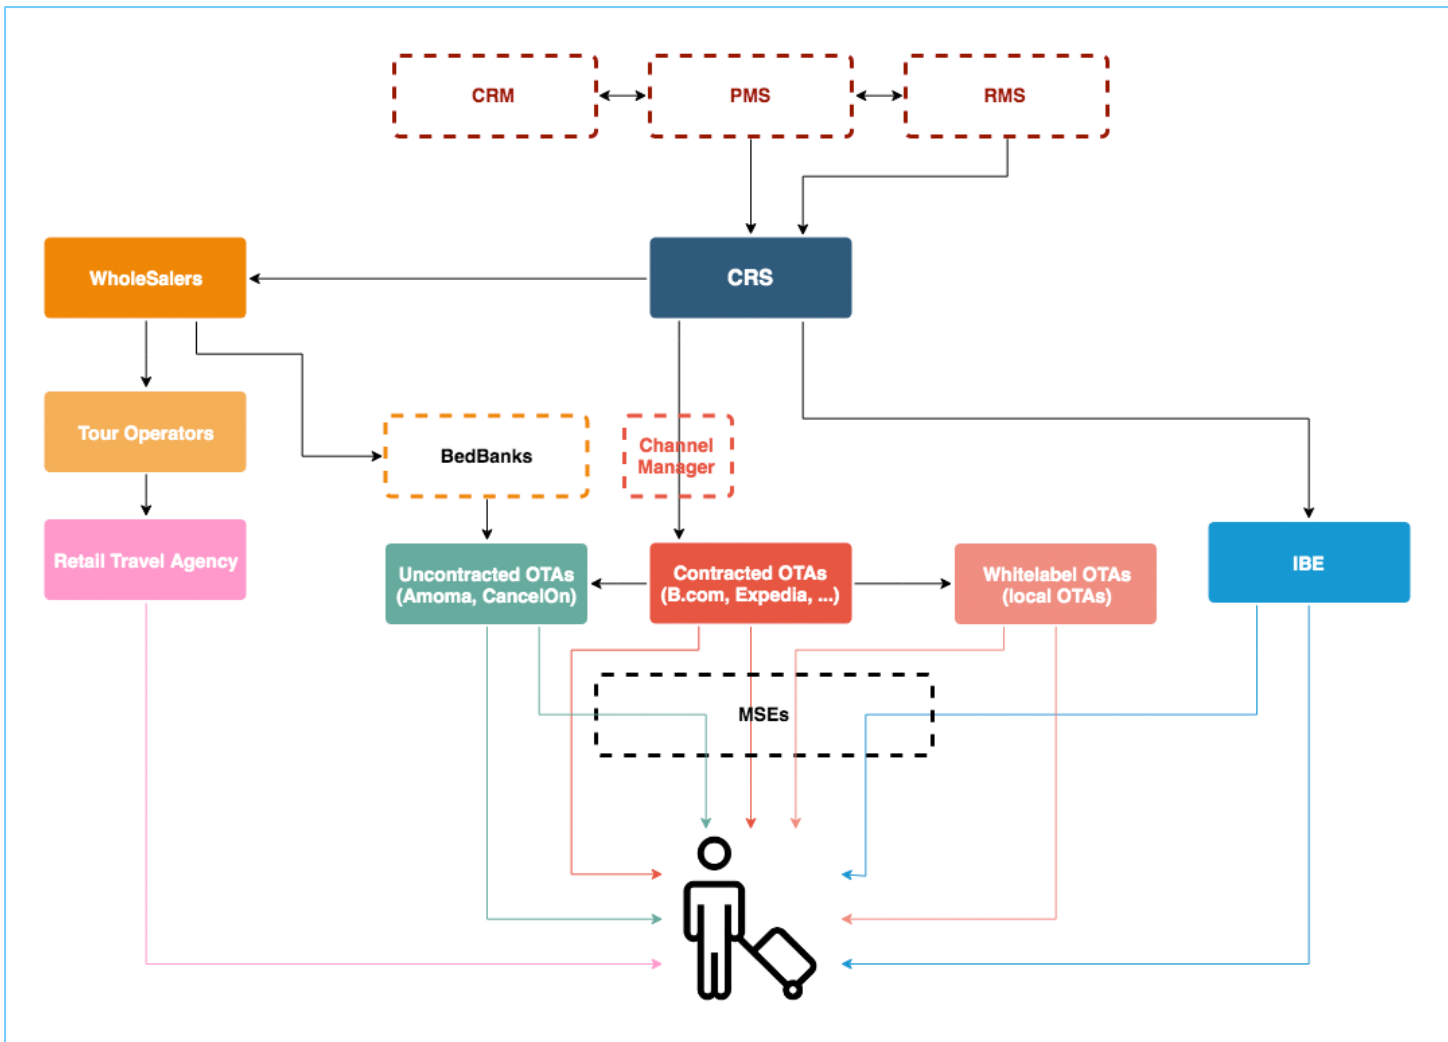 CRM
PMS
RMS
WholeSalers
CRS
Tour Operators
BedBanks
Channel
Manager
Retail Travel Agency
Uncontracted OTAs
(Amoma, CancelOn)
Contracted OTAs
(B.com, Expedia, ...)
Whitelabel OTAs
(local OTAs)
IBE
MSEs